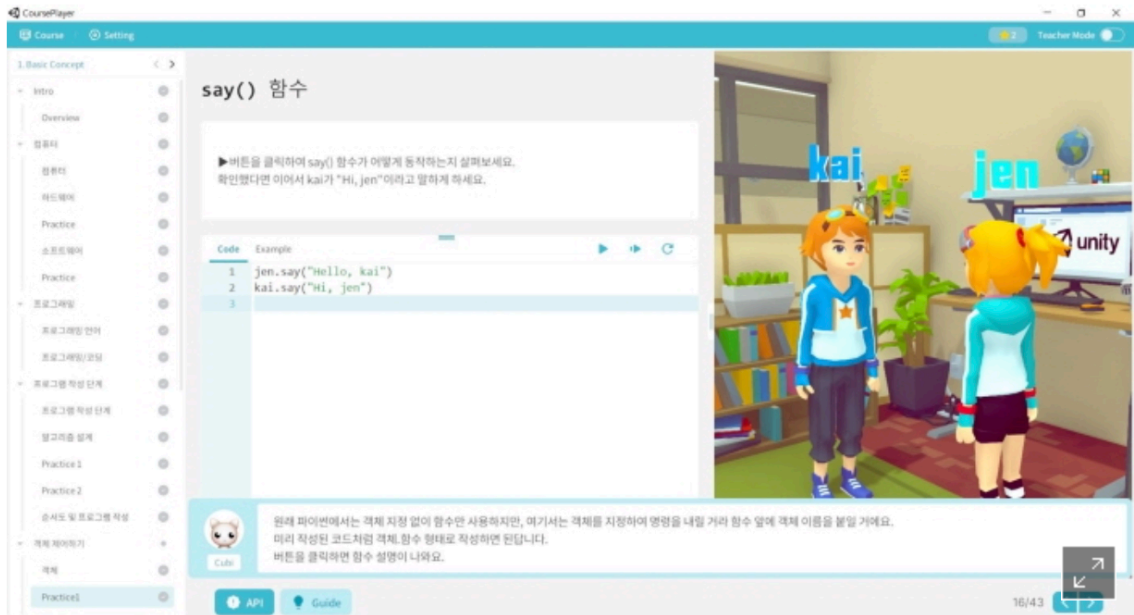 CoursePlayer
Course
Setting
2
Teacher Mode
1.Basic Concept
Intro
Overview
컴퓨터
컴퓨터
하드웨어
Practice
소프트웨어
Practice
프로그래밍
프로그래밍 언어
프로그래밍/코딩
프로그램 작성 단계
프로그램 작성 단계
알고리즘 설계
Practice 1
Practice 2
순서도 및 프로그램 작성
객체 제어하기
객체
Practice1
say() 함수
▶버튼을 클릭하여 say() 함수가 어떻게 동작하는지 살펴보세요.
확인했다면 이어서 kai가 "Hi, jen"이라고 말하게 하세요.
Code Example
1 jen.say("Hello, kai")
2 kai.say("Hi, jen")
3
kai
jen
unity
원래 파이썬에서는 객체 지정 없이 함수만 사용하지만, 여기서는 객체를 지정하여 명령을 내릴 거라 함수 앞에 객체 이름을 붙일 거에요.
미리 작성된 코드처럼 객체.함수 형태로 작성하면 된답니다.
버튼을 클릭하면 함수 설명이 나와요.
Cubi
API
Guide
16/43